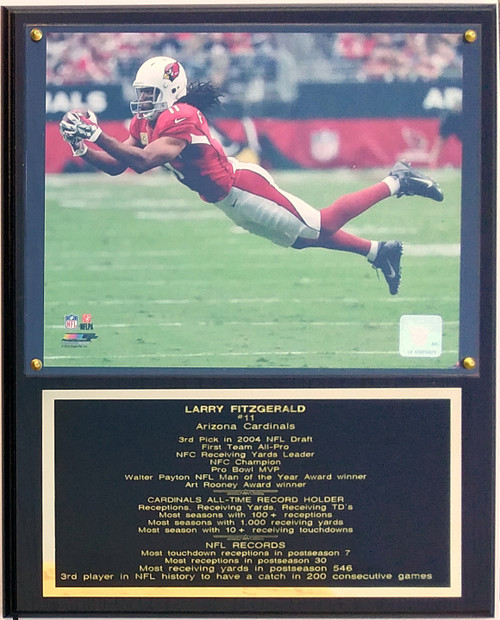 NALS
AR
11
NFL
NFLPA
LARRY FITZGERALD
#11
Arizona Cardinals
3rd Pick in 2004 NFL Draft
First Team All-Pro
NFC Receiving Yards Leader
NFC Champion
Pro Bowl MVP
Walter Payton NFL Man of the Year Award winner
Art Rooney Award winner
CARDINALS ALL-TIME RECORD HOLDER
Receptions, Receiving Yards, Receiving TD's
Most seasons with 100+ receptions
Most seasons with 1,000 receiving yards
Most season with 10+ receiving touchdowns
NFL RECORDS
Most touchdown receptions in postseason 7
Most receptions in postseason 30
Most receiving yards in postseason 546
3rd player in NFL history to have a catch in 200 consecutive games